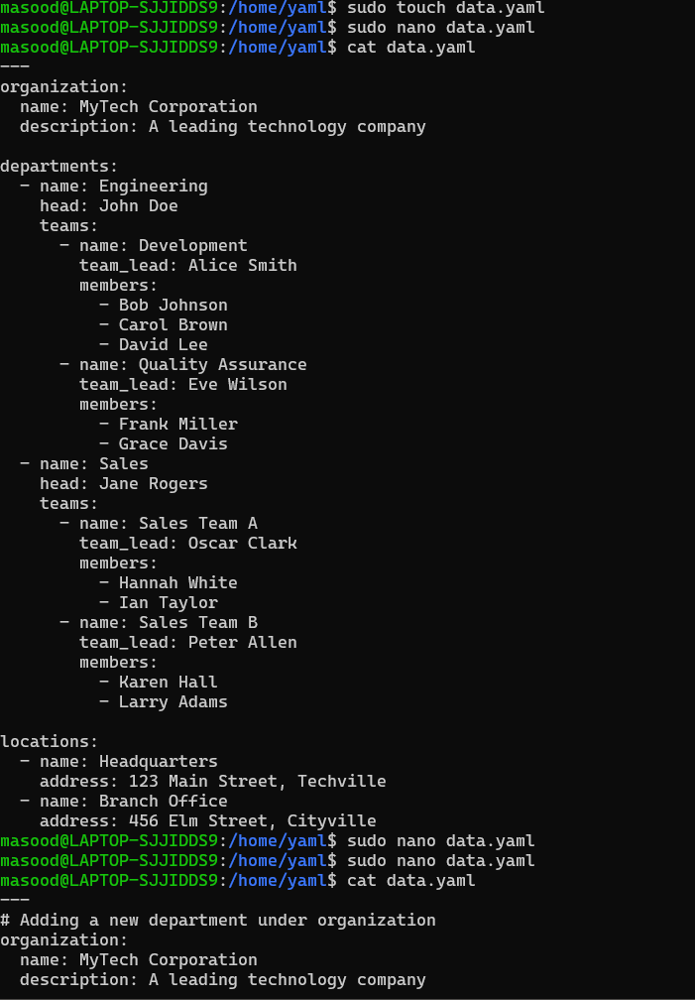 masood@LAPTOP-SJJIDDS9:/home/yaml$ sudo touch data.yaml
masood@LAPTOP-SJJIDDS9:/home/yaml$ sudo nano data.yaml
masood@LAPTOP-SJJIDDS9:/home/yaml$ cat data.yaml
---
organization:
  name: MyTech Corporation
  description: A leading technology company

departments:
  - name: Engineering
    head: John Doe
    teams:
      - name: Development
        team_lead: Alice Smith
        members:
          - Bob Johnson
          - Carol Brown
          - David Lee
      - name: Quality Assurance
        team_lead: Eve Wilson
        members:
          - Frank Miller
          - Grace Davis
  - name: Sales
    head: Jane Rogers
    teams:
      - name: Sales Team A
        team_lead: Oscar Clark
        members:
          - Hannah White
          - Ian Taylor
      - name: Sales Team B
        team_lead: Peter Allen
        members:
          - Karen Hall
          - Larry Adams

locations:
  - name: Headquarters
    address: 123 Main Street, Techville
  - name: Branch Office
    address: 456 Elm Street, Cityville
masood@LAPTOP-SJJIDDS9:/home/yaml$ sudo nano data.yaml
masood@LAPTOP-SJJIDDS9:/home/yaml$ sudo nano data.yaml
masood@LAPTOP-SJJIDDS9:/home/yaml$ cat data.yaml
---
# Adding a new department under organization
organization:
  name: MyTech Corporation
  description: A leading technology company